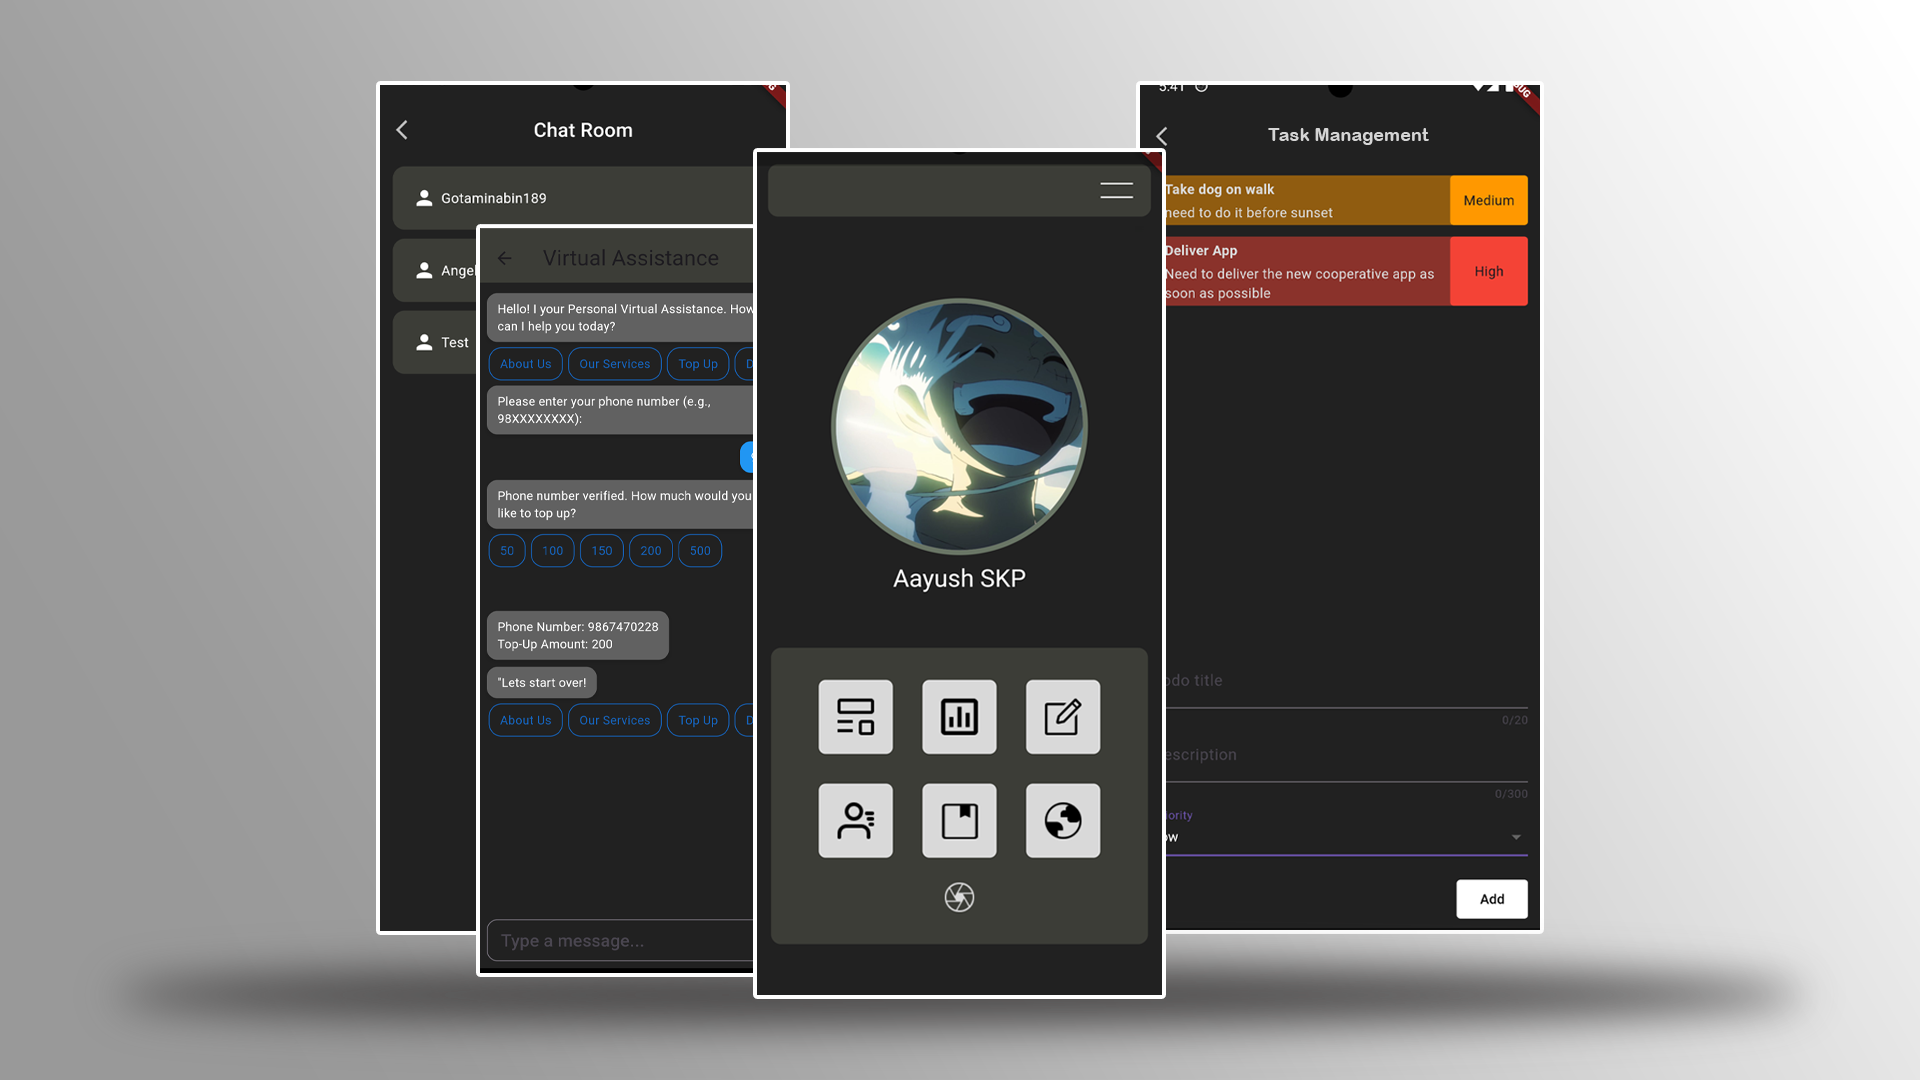 Chat Room
Gotaminabin189
Test
Virtual Assistance
Hello! I your Personal Virtual Assistance. How
can I help you today?
About Us
Our Services
Top Up
Please enter your phone number (e.g.,
98XXXXXXXX):
Phone number verified. How much would you
like to top up?
50
100
150
200
500
Phone Number: 9867470228
Top-Up Amount: 200
"Lets start over!
About Us
Our Services
Top Up
Type a message...
Aayush SKP
5:41
Task Management
Take dog on walk
need to do it before sunset
Medium
Deliver App
Need to deliver the new cooperative app as
soon as possible
High
title
0/20
0/300
Add